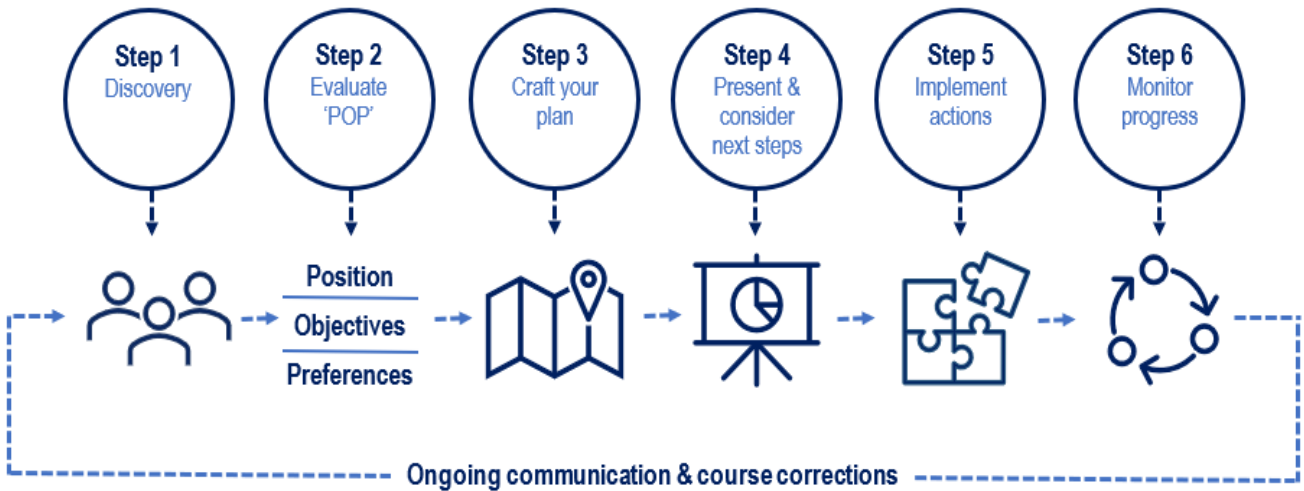 Step 1
Discovery
Step 2
Evaluate
‘POP’
Step 3
Craft your
plan
Step 4
Present &
consider
next steps
Step 5
Implement
actions
Step 6
Monitor
progress
Position
Objectives
Preferences
Ongoing communication & course corrections